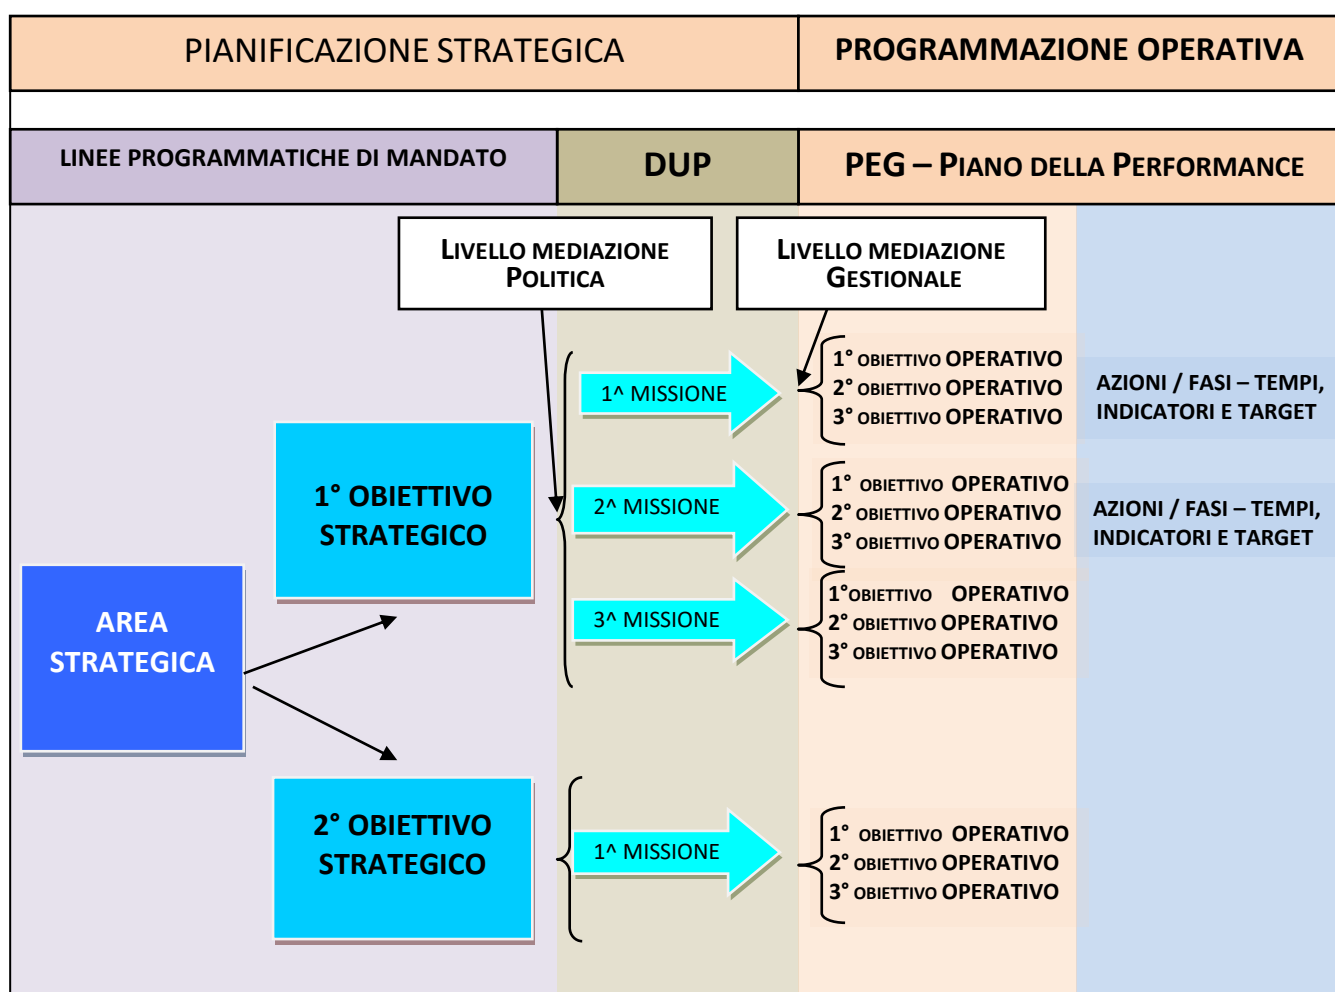 PIANIFICAZIONE STRATEGICA
PROGRAMMAZIONE OPERATIVA
LINEE PROGRAMMATICHE DI MANDATO
DUP
PEG – PIANO DELLA PERFORMANCE
LIVELLO MEDIAZIONE
POLITICA
LIVELLO MEDIAZIONE
GESTIONALE
1^ MISSIONE
1° OBIETTIVO OPERATIVO
2° OBIETTIVO OPERATIVO
3° OBIETTIVO OPERATIVO
AZIONI / FASI – TEMPI,
INDICATORI E TARGET
1° OBIETTIVO
STRATEGICO
2^ MISSIONE
1° OBIETTIVO OPERATIVO
2° OBIETTIVO OPERATIVO
3° OBIETTIVO OPERATIVO
AZIONI / FASI – TEMPI,
INDICATORI E TARGET
AREA
STRATEGICA
3^ MISSIONE
1°OBIETTIVO OPERATIVO
2° OBIETTIVO OPERATIVO
3° OBIETTIVO OPERATIVO
2° OBIETTIVO
STRATEGICO
1^ MISSIONE
1° OBIETTIVO OPERATIVO
2° OBIETTIVO OPERATIVO
3° OBIETTIVO OPERATIVO